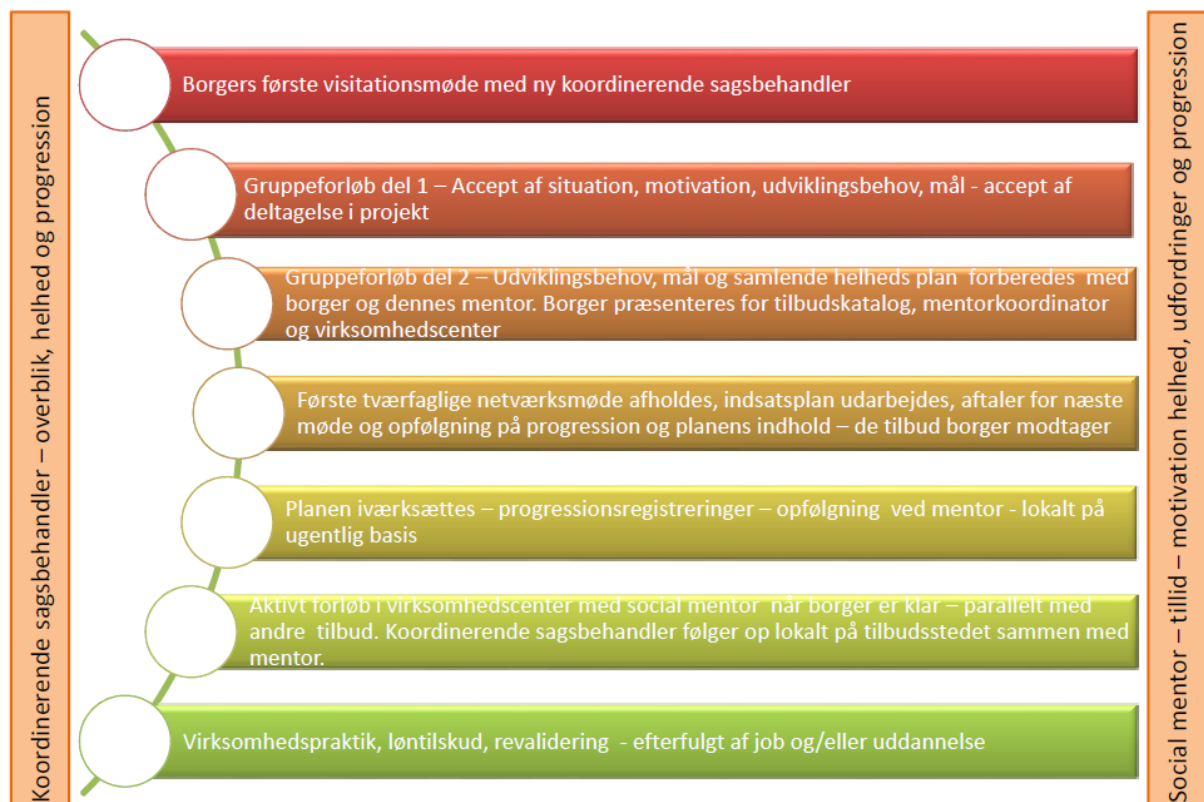 Koordinerende sagsbehandler – overblik, helhed og progression
Borgers første visitationsmøde med ny koordinerende sagsbehandler
Gruppeforløb del 1 – Accept af situation, motivation, udviklingsbehov, mål - accept af
deltagelse i projekt
Gruppeforløb del 2 – Udviklingsbehov, mål og samlende helheds plan forberedes med
borger og dennes mentor. Borger præsenteres for tilbudskatalog, mentorkoordinator
og virksomhedscenter
Første tværfaglige netværksmøde afholdes, indsatsplan udarbejdes, aftaler for næste
møde og opfølgning på progression og planens indhold – de tilbud borger modtager
Planen iværksættes – progressionsregistreringer – opfølgning ved mentor - lokalt på
ugentlig basis
Aktivt forløb i virksomhedscenter med social mentor når borger er klar – parallelt med
andre tilbud. Koordinerende sagsbehandler følger op lokalt på tilbudsstedet sammen med
mentor.
Virksomhedspraktik, løntilskud, revalidering - efterfulgt af job og/eller uddannelse
Social mentor – tillid – motivation helhed, udfordringer og progression